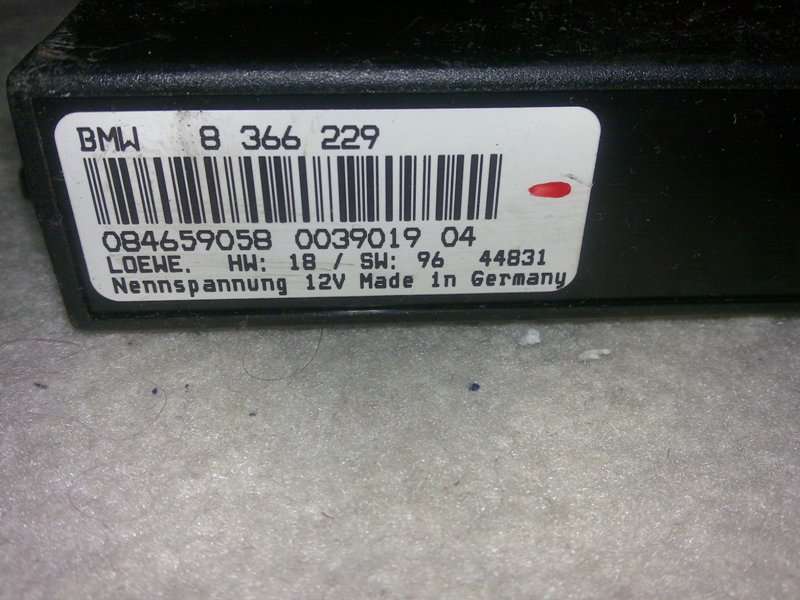 BMW 8 366 229
084659058 0039019 04
LOEWE. HW: 18 / SW: 96 44831
Nennspannung 12V Made in Germany